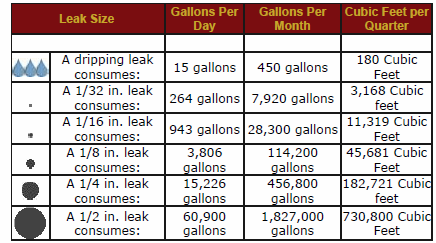 Leak Size Gallons Per Day Gallons Per Month Cubic Feet per Quarter
A dripping leak consumes: 15 gallons 450 gallons 180 Cubic Feet
A 1/32 in. leak consumes: 264 gallons 7,920 gallons 3,168 Cubic feet
A 1/16 in. leak consumes: 943 gallons 28,300 gallons 11,319 Cubic Feet
A 1/8 in. leak consumes: 3,806 gallons 114,200 gallons 45,681 Cubic Feet
A 1/4 in. leak consumes: 15,226 gallons 456,800 gallons 182,721 Cubic feet
A 1/2 in. leak consumes: 60,900 gallons 1,827,000 gallons 730,800 Cubic Feet